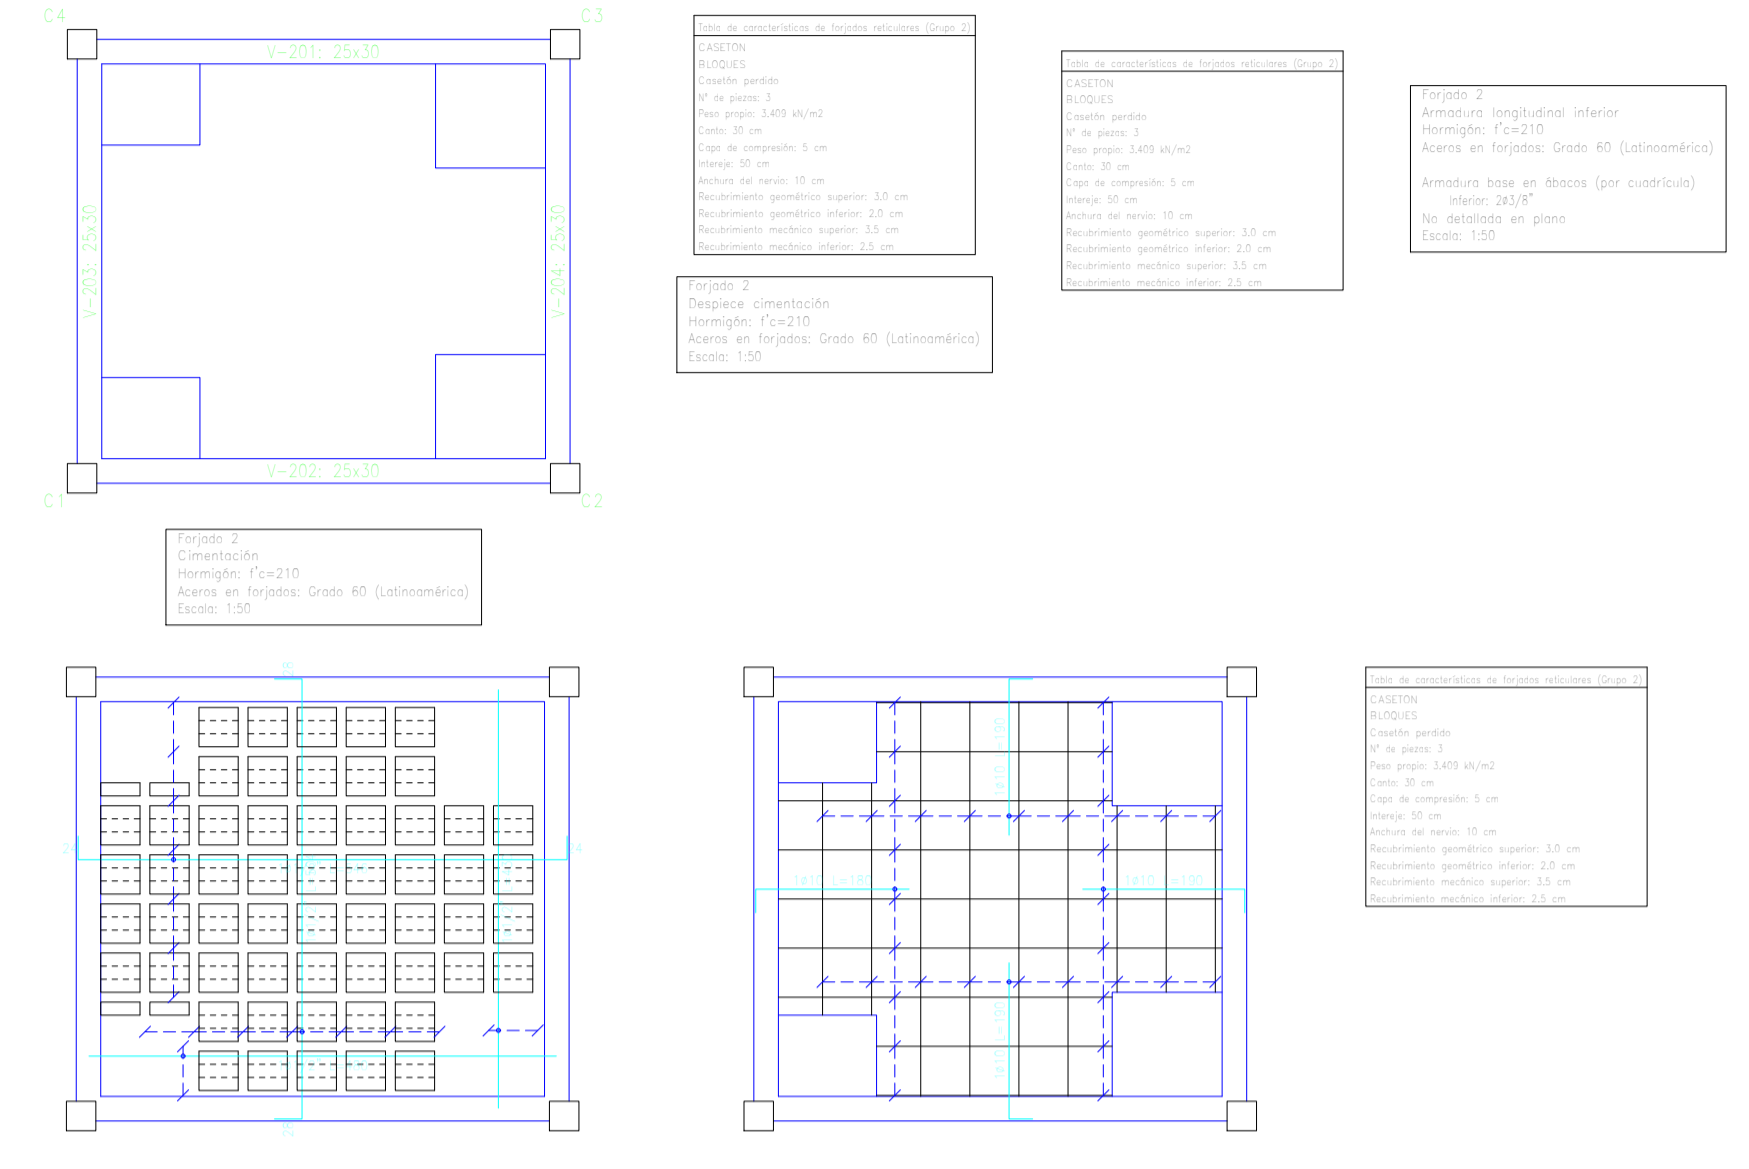 C4
C3
V-201: 25x30
V-203: 25x30
V-204: 25x30
V-202: 25x30
C1
C2
Forjado 2
Cimentación
Hormigón: f'c=210
Aceros en forjados: Grado 60 (Latinoamérica)
Escala: 1:50
Tabla de características de forjados reticulares (Grupo 2)
CASETON
BLOQUES
Casetón perdido
N° de piezas: 3
Peso propio: 3.409 kN/m2
Canto: 30 cm
Capa de compresión: 5 cm
Intereje: 50 cm
Anchura del nervio: 10 cm
Recubrimiento geométrico superior: 3.0 cm
Recubrimiento geométrico inferior: 2.0 cm
Recubrimiento mecánico superior: 3.5 cm
Recubrimiento mecánico inferior: 2.5 cm
Forjado 2
Despiece cimentación
Hormigón: f'c=210
Aceros en forjados: Grado 60 (Latinoamérica)
Escala: 1:50
Tabla de características de forjados reticulares (Grupo 2)
CASETON
BLOQUES
Casetón perdido
N° de piezas: 3
Peso propio: 3.409 kN/m2
Canto: 30 cm
Capa de compresión: 5 cm
Intereje: 50 cm
Anchura del nervio: 10 cm
Recubrimiento geométrico superior: 3.0 cm
Recubrimiento geométrico inferior: 2.0 cm
Recubrimiento mecánico superior: 3.5 cm
Recubrimiento mecánico inferior: 2.5 cm
Forjado 2
Armadura longitudinal inferior
Hormigón: f'c=210
Aceros en forjados: Grado 60 (Latinoamérica)
Armadura base en ábacos (por cuadrícula)
Inferior: 2ø3/8"
No detallada en plano
Escala: 1:50
28
24
24
28
1ø10 L=190
1ø10 L=180
1ø10 L=190
1ø10 L=190
Tabla de características de forjados reticulares (Grupo 2)
CASETON
BLOQUES
Casetón perdido
N° de piezas: 3
Peso propio: 3.409 kN/m2
Canto: 30 cm
Capa de compresión: 5 cm
Intereje: 50 cm
Anchura del nervio: 10 cm
Recubrimiento geométrico superior: 3.0 cm
Recubrimiento geométrico inferior: 2.0 cm
Recubrimiento mecánico superior: 3.5 cm
Recubrimiento mecánico inferior: 2.5 cm